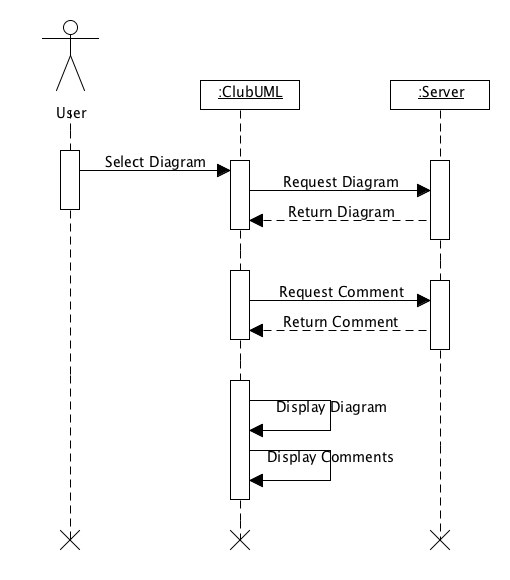 User
:ClubUML
:Server
Select Diagram
Request Diagram
Return Diagram
Request Comment
Return Comment
Display Diagram
Display Comments